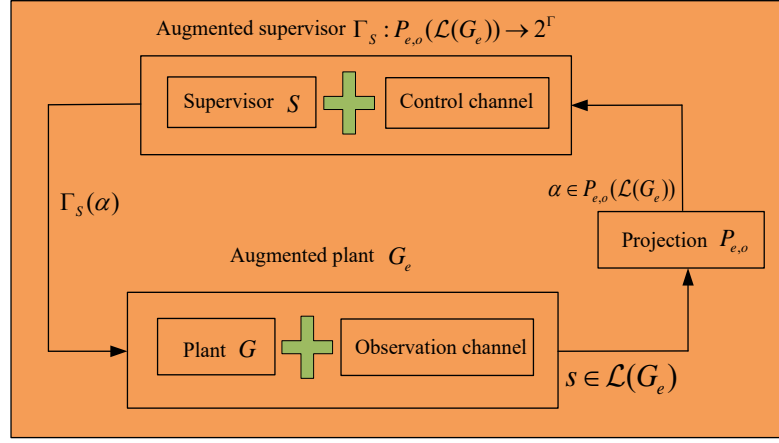 Augmented supervisor Γ_S : P_{e,o}(ℒ(G_e)) → 2^Γ
Supervisor S
Control channel
Γ_S(α)
α ∈ P_{e,o}(ℒ(G_e))
Projection P_{e,o}
Augmented plant G_e
Plant G
Observation channel
s ∈ ℒ(G_e)